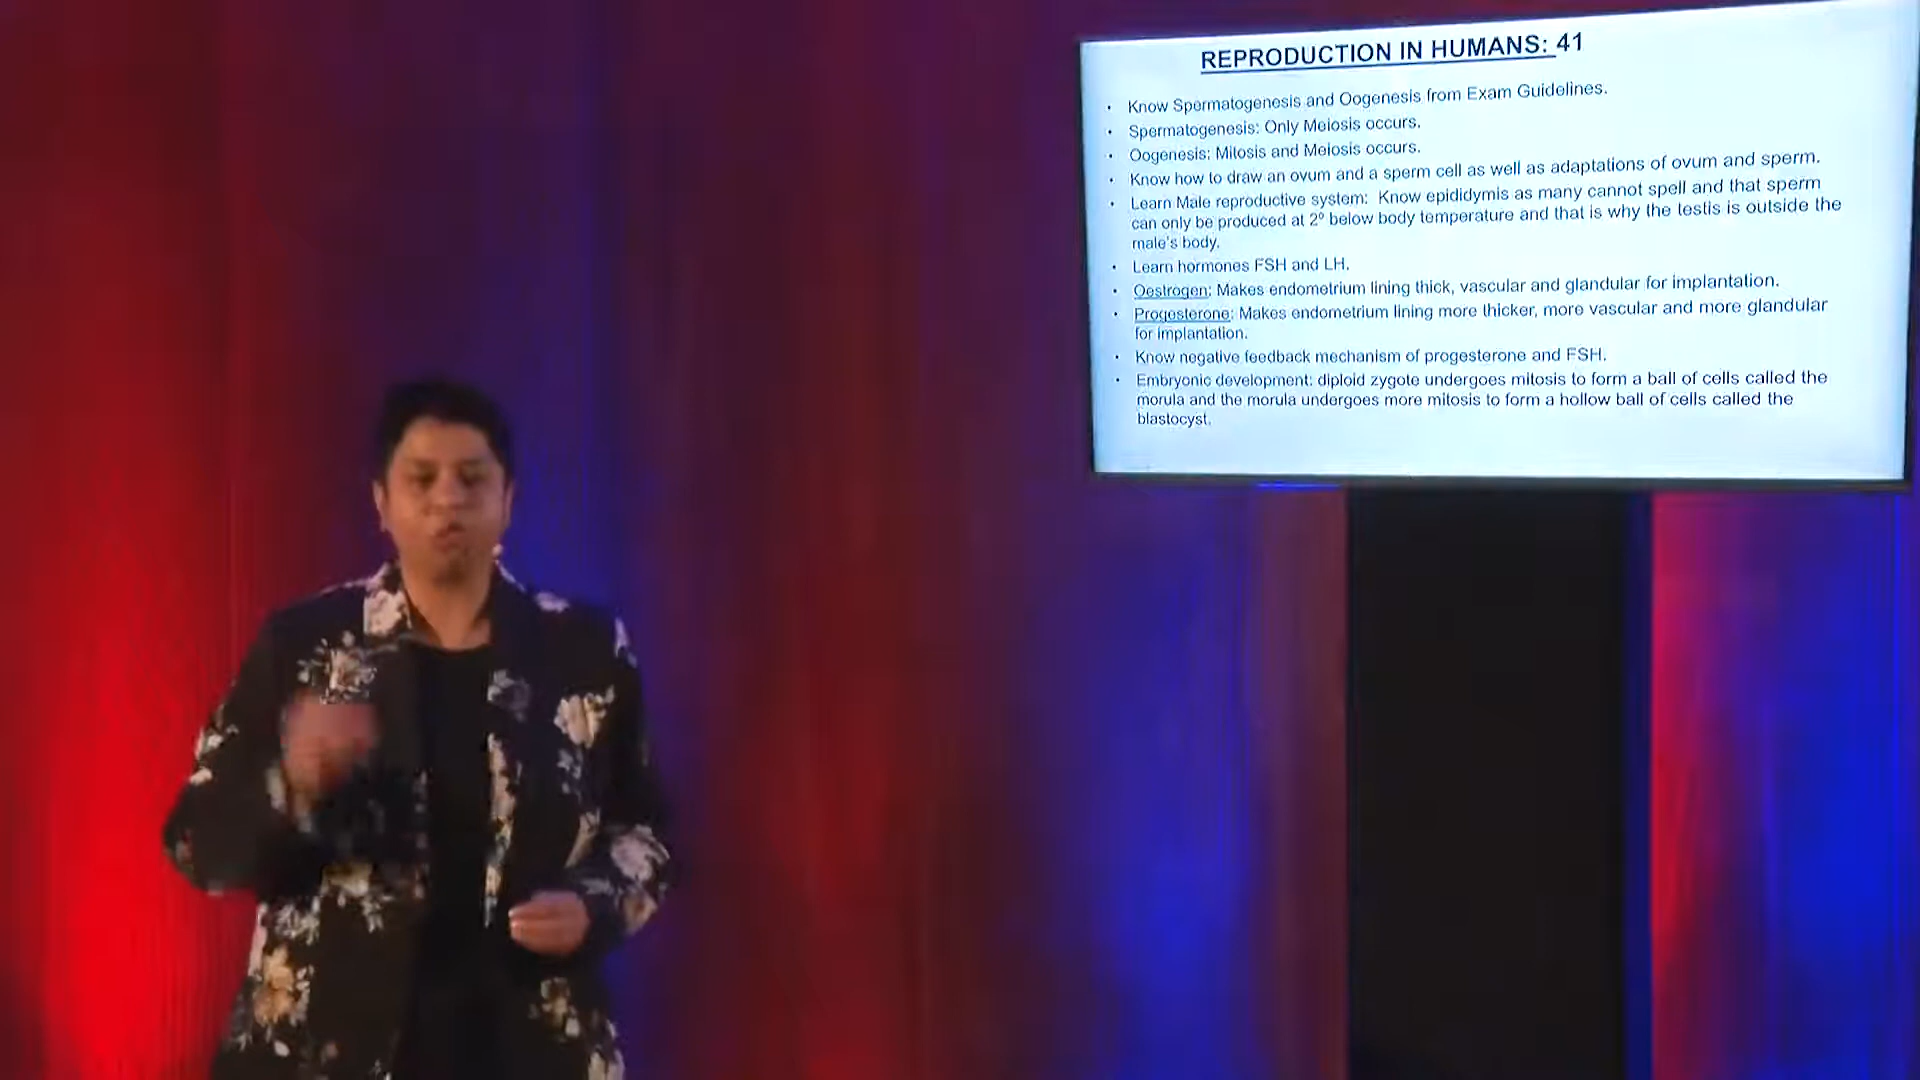 REPRODUCTION IN HUMANS: 41
• Know Spermatogenesis and Oogenesis from Exam Guidelines.
• Spermatogenesis: Only Meiosis occurs.
• Oogenesis: Mitosis and Meiosis occurs.
• Know how to draw an ovum and a sperm cell as well as adaptations of ovum and sperm.
• Learn Male reproductive system: Know epididymis as many cannot spell and that sperm
can only be produced at 2º below body temperature and that is why the testis is outside the
male's body.
• Learn hormones FSH and LH.
• Oestrogen: Makes endometrium lining thick, vascular and glandular for implantation.
• Progesterone: Makes endometrium lining more thicker, more vascular and more glandular
for implantation.
• Know negative feedback mechanism of progesterone and FSH.
• Embryonic development: diploid zygote undergoes mitosis to form a ball of cells called the
morula and the morula undergoes more mitosis to form a hollow ball of cells called the
blastocyst.